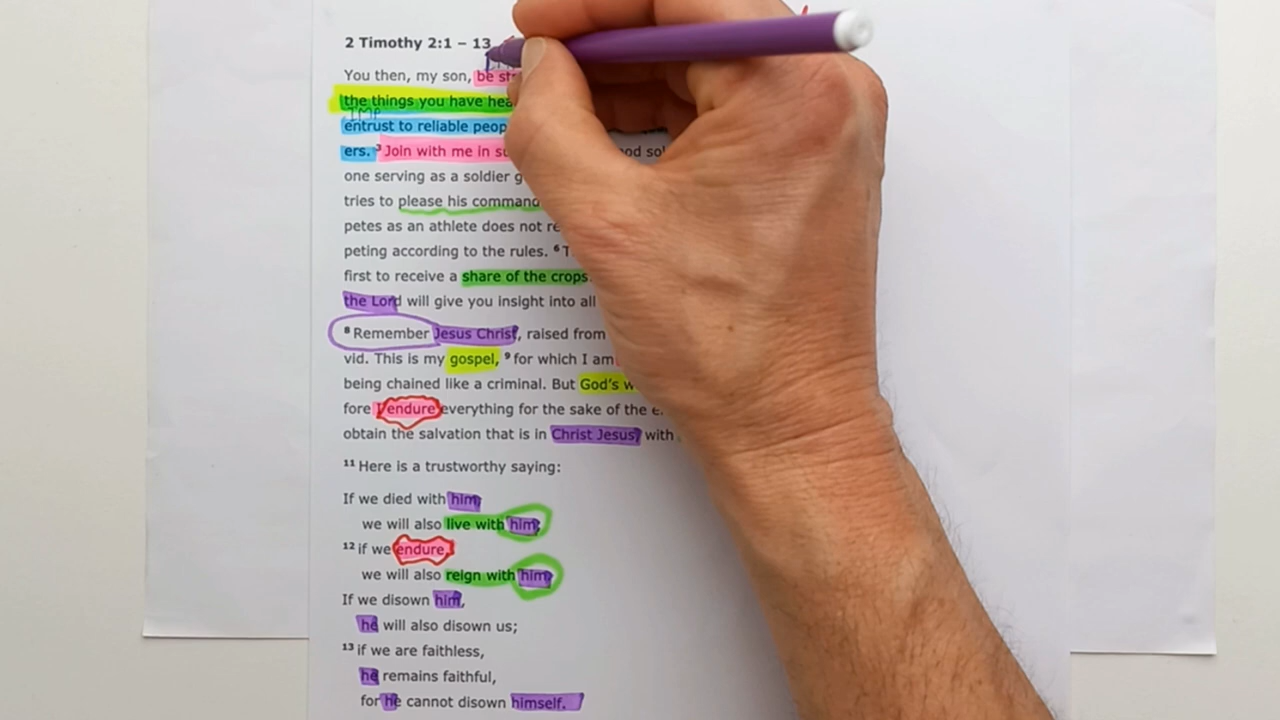 2 Timothy 2:1 – 13
You then, my son, be
the things you have
IMP
entrust to reliable
ers. ³ Join with me in
one serving as a soldier
tries to please his
petes as an athlete does not
peting according to the rules. ⁶
first to receive a share of the crops
the Lord will give you insight into all
⁸ Remember Jesus Christ, raised from
vid. This is my gospel, ⁹ for which I am
being chained like a criminal. But God's
fore I endure everything for the sake of the
obtain the salvation that is in Christ Jesus, with
¹¹ Here is a trustworthy saying:
If we died with him,
we will also live with him;
¹² if we endure,
we will also reign with him.
If we disown him,
he will also disown us;
¹³ if we are faithless,
he remains faithful,
for he cannot disown himself.